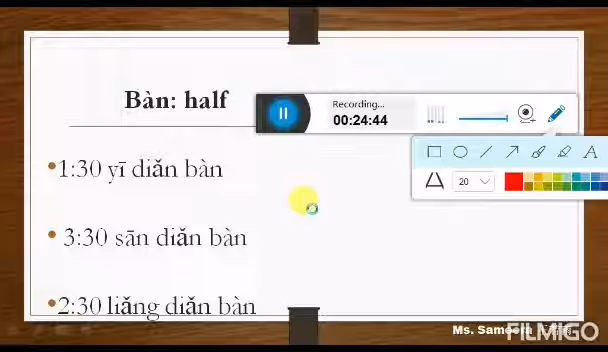 Bàn: half
Recording...
00:24:44
20
•1:30 yī diǎn bàn
• 3:30 sān diǎn bàn
•2:30 liǎng diǎn bàn
Ms. Sameera
FILMIGO